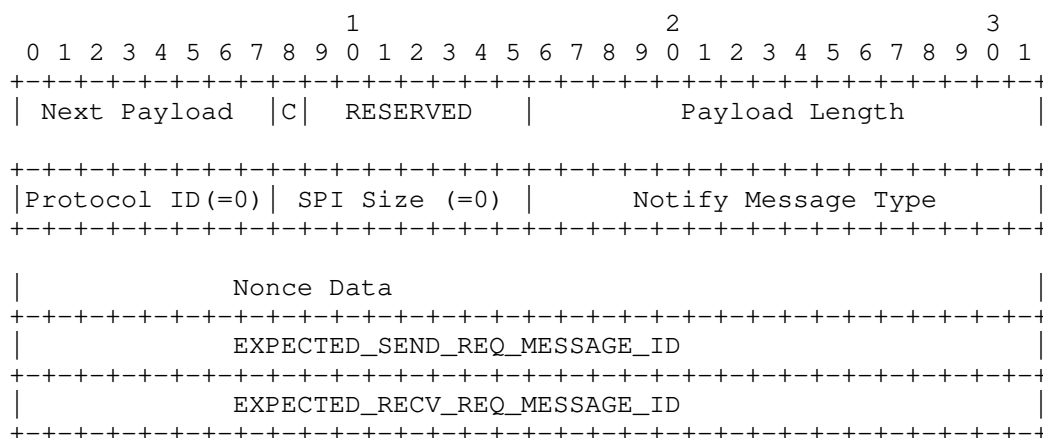 1                   2                   3
 0 1 2 3 4 5 6 7 8 9 0 1 2 3 4 5 6 7 8 9 0 1 2 3 4 5 6 7 8 9 0 1
+-+-+-+-+-+-+-+-+-+-+-+-+-+-+-+-+-+-+-+-+-+-+-+-+-+-+-+-+-+-+-+-+
| Next Payload  |C|  RESERVED   |         Payload Length        |
+-+-+-+-+-+-+-+-+-+-+-+-+-+-+-+-+-+-+-+-+-+-+-+-+-+-+-+-+-+-+-+-+
|Protocol ID(=0)| SPI Size (=0) |      Notify Message Type      |
+-+-+-+-+-+-+-+-+-+-+-+-+-+-+-+-+-+-+-+-+-+-+-+-+-+-+-+-+-+-+-+-+
|             Nonce Data                                        |
+-+-+-+-+-+-+-+-+-+-+-+-+-+-+-+-+-+-+-+-+-+-+-+-+-+-+-+-+-+-+-+-+
|             EXPECTED_SEND_REQ_MESSAGE_ID                      |
+-+-+-+-+-+-+-+-+-+-+-+-+-+-+-+-+-+-+-+-+-+-+-+-+-+-+-+-+-+-+-+-+
|             EXPECTED_RECV_REQ_MESSAGE_ID                      |
+-+-+-+-+-+-+-+-+-+-+-+-+-+-+-+-+-+-+-+-+-+-+-+-+-+-+-+-+-+-+-+-+